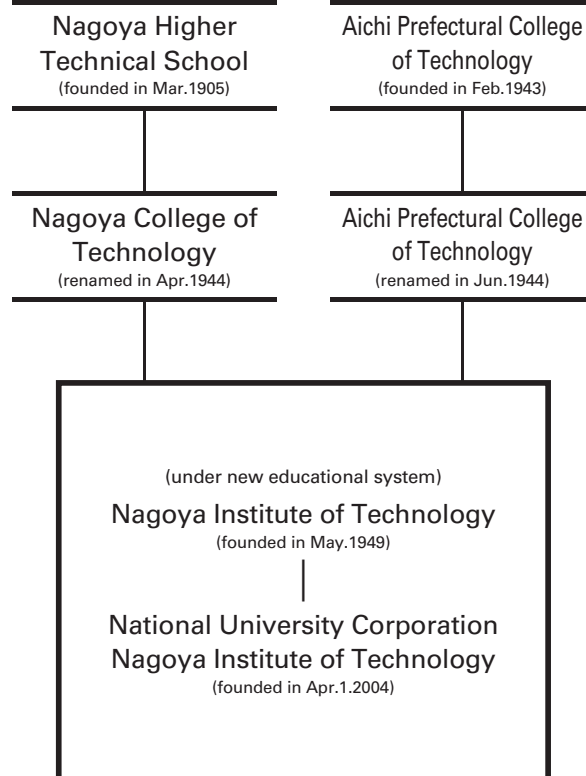 Nagoya Higher
Technical School
(founded in Mar.1905)
Aichi Prefectural College
of Technology
(founded in Feb.1943)
Nagoya College of
Technology
(renamed in Apr.1944)
Aichi Prefectural College
of Technology
(renamed in Jun.1944)
(under new educational system)
Nagoya Institute of Technology
(founded in May.1949)
National University Corporation
Nagoya Institute of Technology
(founded in Apr.1.2004)